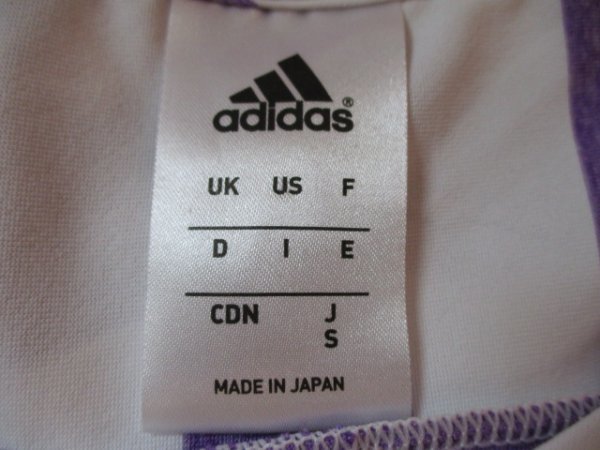 adidas®
UK US F
D I E
CDN J
S
MADE IN JAPAN